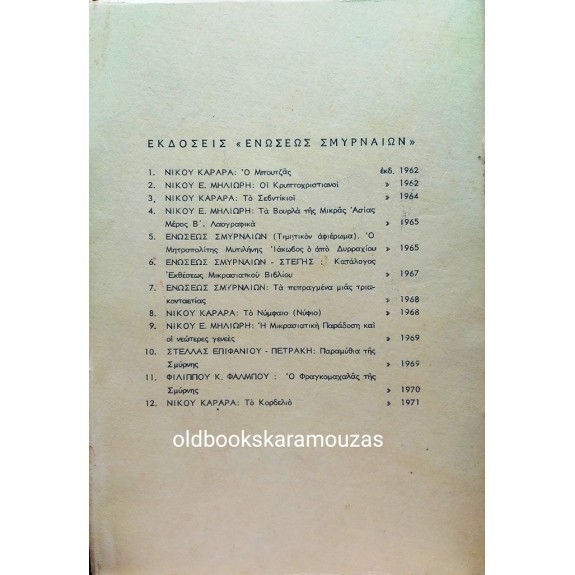 ΕΚΔΟΣΕΙΣ «ΕΝΩΣΕΩΣ ΣΜΥΡΝΑΙΩΝ»
1. ΝΙΚΟΥ ΚΑΡΑΡΑ: Ὁ Μπουτζᾶς ἐκδ. 1962
2. ΝΙΚΟΥ Ε. ΜΗΛΙΩΡΗ: Οἱ Κρυπτοχριστιανοί » 1962
3. ΝΙΚΟΥ ΚΑΡΑΡΑ: Τὸ Σεβντίκιοϊ » 1964
4. ΝΙΚΟΥ Ε. ΜΗΛΙΩΡΗ: Τὰ Βουρλὰ τῆς Μικρᾶς Ἀσίας
Μέρος Β΄. Λαογραφικὰ » 1965
5. ΕΝΩΣΕΩΣ ΣΜΥΡΝΑΙΩΝ (Τιμητικὸν ἀφιέρωμα). Ὁ
Μητροπολίτης Μυτιλήνης Ἰάκωβος ὁ ἀπὸ Δυρραχίου » 1965
6. ΕΝΩΣΕΩΣ ΣΜΥΡΝΑΙΩΝ - ΣΤΕΓΗΣ: Κατάλογος
Ἐκθέσεως Μικρασιατικοῦ Βιβλίου » 1967
7. ΕΝΩΣΕΩΣ ΣΜΥΡΝΑΙΩΝ: Τὰ πεπραγμένα μιᾶς τρια-
κονταετίας » 1968
8. ΝΙΚΟΥ ΚΑΡΑΡΑ: Τὸ Νύμφαιο (Νύφιο) » 1968
9. ΝΙΚΟΥ Ε. ΜΗΛΙΩΡΗ: Ἡ Μικρασιατικὴ Παράδοση καὶ
οἱ νεώτερες γενεὲς » 1969
10. ΣΤΕΛΛΑΣ ΕΠΙΦΑΝΙΟΥ - ΠΕΤΡΑΚΗ: Παραμύθια τῆς
Σμύρνης » 1969
11. ΦΙΛΙΠΠΟΥ Κ. ΦΑΛΜΠΟΥ: Ὁ Φραγκομαχαλᾶς τῆς
Σμύρνης » 1970
12. ΝΙΚΟΥ ΚΑΡΑΡΑ: Τὸ Κορδελιὸ » 1971
oldbookskaramouzas